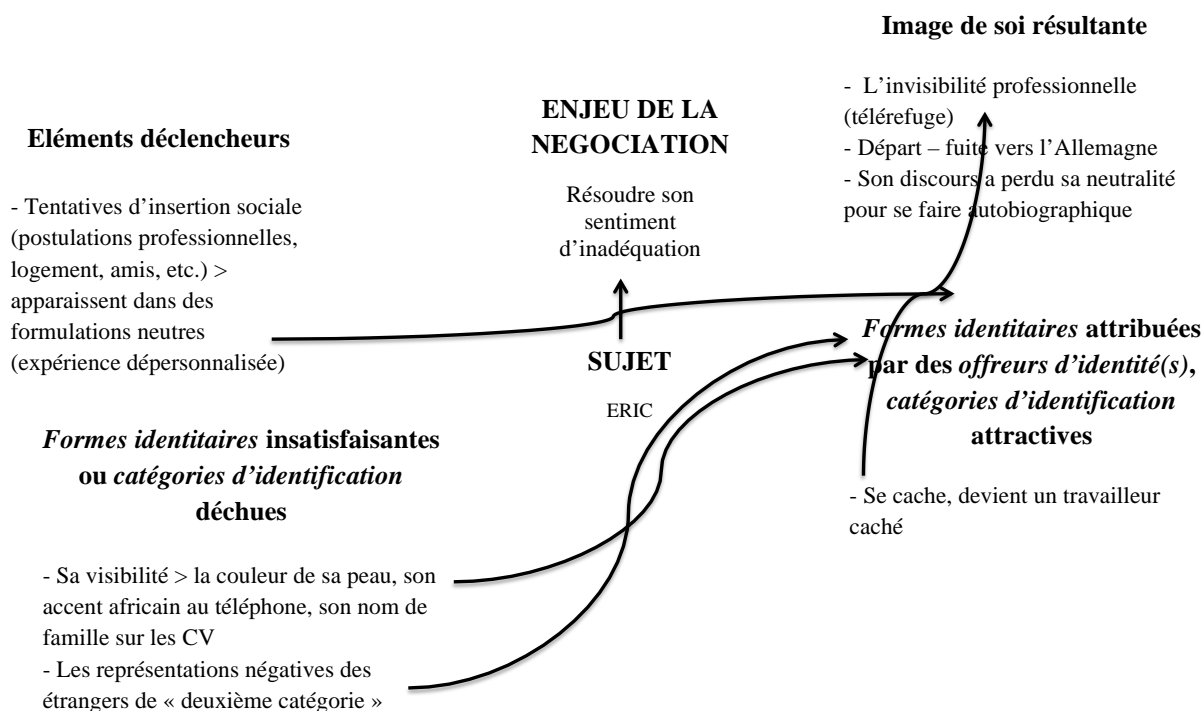 Image de soi résultante
- L’invisibilité professionnelle
(télérefuge)
- Départ – fuite vers l’Allemagne
- Son discours a perdu sa neutralité
pour se faire autobiographique
ENJEU DE LA
NEGOCIATION
Résoudre son
sentiment
d’inadéquation
Eléments déclencheurs
- Tentatives d’insertion sociale
(postulations professionnelles,
logement, amis, etc.) >
apparaissent dans des
formulations neutres
(expérience dépersonnalisée)
SUJET
ERIC
Formes identitaires attribuées
par des offreurs d’identité(s),
catégories d’identification
attractives
- Se cache, devient un travailleur
caché
Formes identitaires insatisfaisantes
ou catégories d’identification
déchues
- Sa visibilité > la couleur de sa peau, son
accent africain au téléphone, son nom de
famille sur les CV
- Les représentations négatives des
étrangers de « deuxième catégorie »